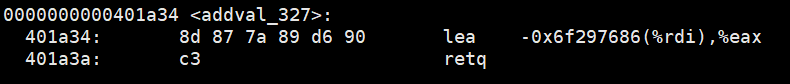 0000000000401a34 <addval_327>:
401a34: 8d 87 7a 89 d6 90 lea -0x6f297686(%rdi),%eax
401a3a: c3 retq